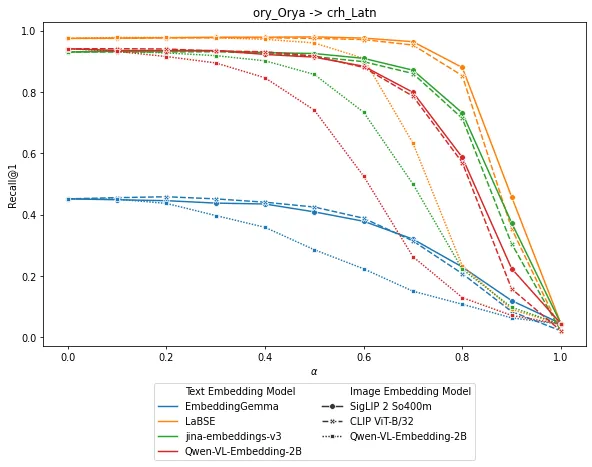 ory_Orya -> crh_Latn
1.0
0.8
0.6
0.4
0.2
0.0
Recall@1
0.0 0.2 0.4 0.6 0.8 1.0
α
Text Embedding Model Image Embedding Model
EmbeddingGemma SigLIP 2 So400m
LaBSE CLIP ViT-B/32
jina-embeddings-v3 Qwen-VL-Embedding-2B
Qwen-VL-Embedding-2B